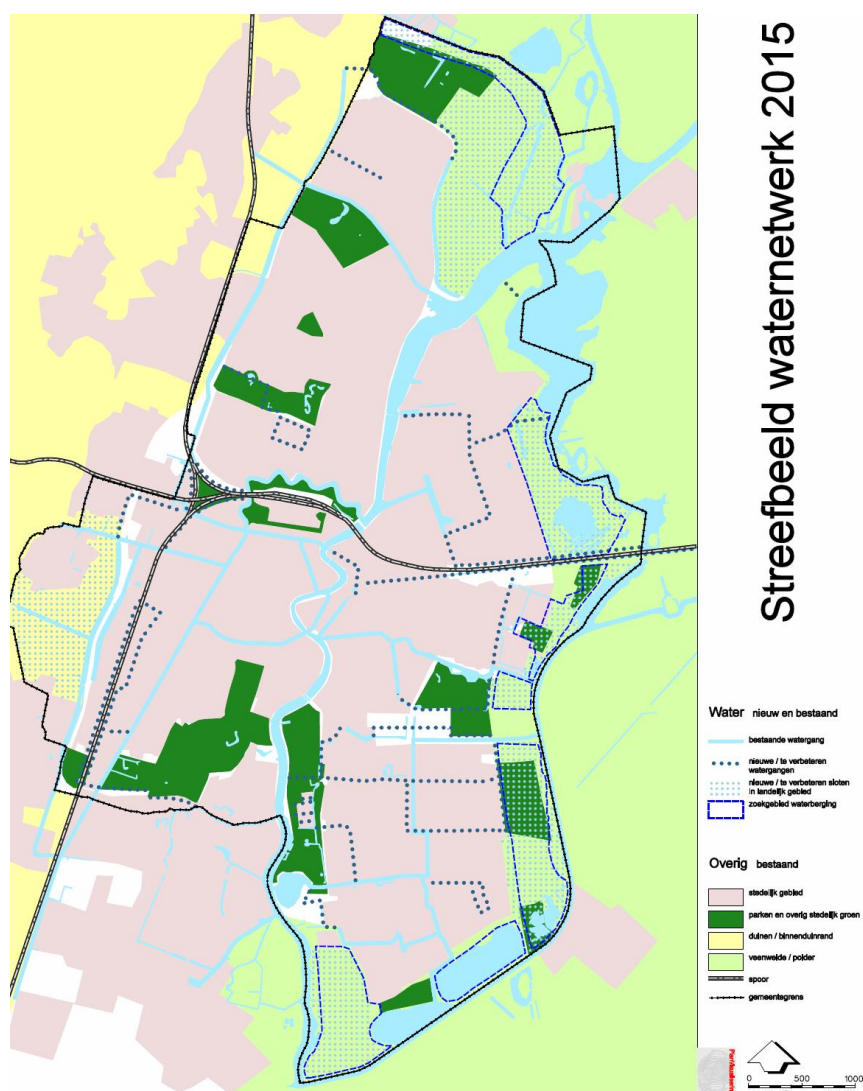 Streefbeeld waternetwerk 2015
Water nieuw en bestaand
bestaande watergang
nieuwe / te verbeteren
watergangen
nieuwe / te verbeteren sloten
in landelijk gebied
zoekgebied waterberging
Overig bestaand
stedelijk gebied
parken en overig stedelijk groen
duinen / binnenduinrand
veenweide / polder
spoor
gemeentegrens
0 500 1000